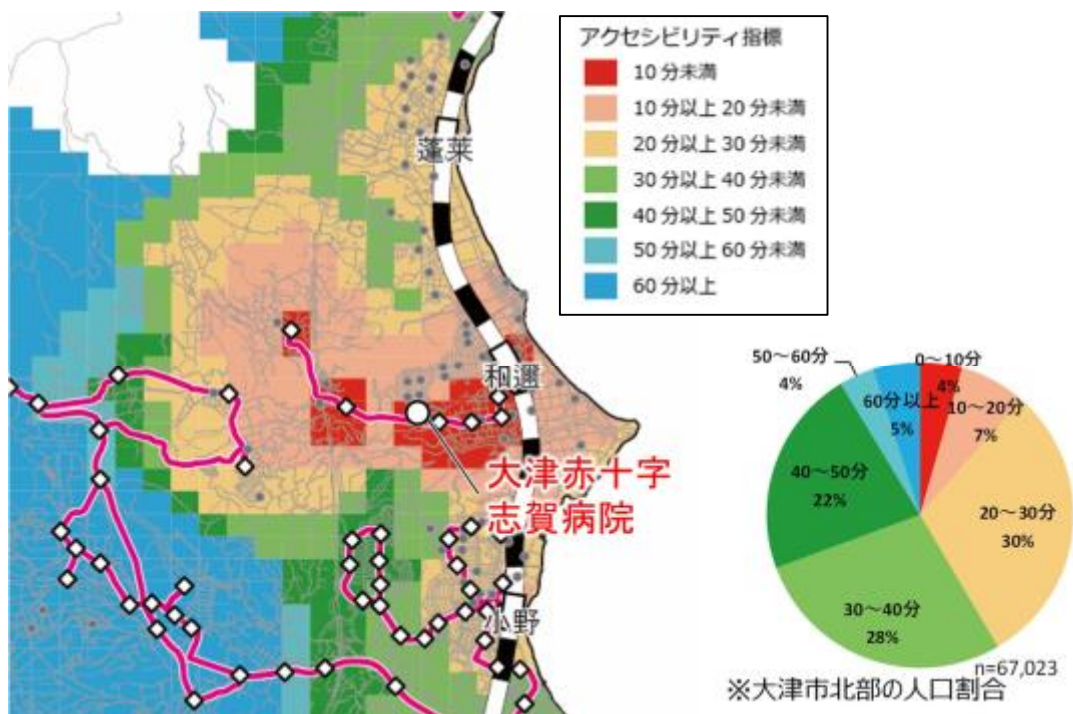 アクセシビリティ指標
10分未満
10分以上20分未満
20分以上30分未満
30分以上40分未満
40分以上50分未満
50分以上60分未満
60分以上
蓬莱
和邇
大津赤十字
志賀病院
小野
50～60分
4%
0～10分
4%
60分以上
5%
10～20分
7%
40～50分
22%
20～30分
30%
30～40分
28%
n=67,023
※大津市北部の人口割合